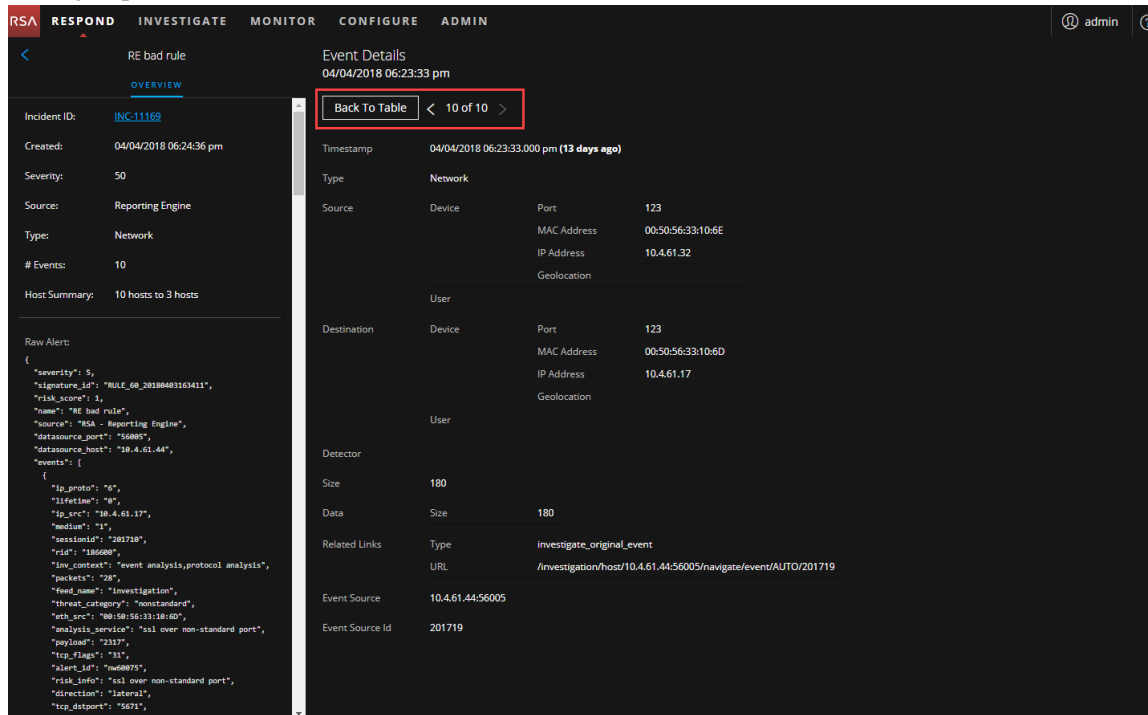 RSA RESPOND INVESTIGATE MONITOR CONFIGURE ADMIN admin
RE bad rule
OVERVIEW
Incident ID: INC-11169
Created: 04/04/2018 06:24:36 pm
Severity: 50
Source: Reporting Engine
Type: Network
# Events: 10
Host Summary: 10 hosts to 3 hosts
Raw Alert:
{
"severity": 5,
"signature_id": "RULE_60_20180403163411",
"risk_score": 1,
"name": "RE bad rule",
"source": "RSA - Reporting Engine",
"datasource_port": "56005",
"datasource_host": "10.4.61.44",
"events": [
{
"ip_proto": "6",
"lifetime": "0",
"ip_src": "10.4.61.17",
"medium": "1",
"sessionid": "201710",
"rid": "186600",
"inv_context": "event analysis,protocol analysis",
"packets": "28",
"feed_name": "investigation",
"threat_category": "nonstandard",
"eth_src": "00:50:56:33:10:6D",
"analysis_service": "ssl over non-standard port",
"payload": "2317",
"tcp_flags": "31",
"alert_id": "nw60075",
"risk_info": "ssl over non-standard port",
"direction": "lateral",
"tcp_dstport": "5671",
Event Details
04/04/2018 06:23:33 pm
Back To Table < 10 of 10 >
Timestamp 04/04/2018 06:23:33.000 pm (13 days ago)
Type Network
Source Device Port 123
MAC Address 00:50:56:33:10:6E
IP Address 10.4.61.32
Geolocation
User
Destination Device Port 123
MAC Address 00:50:56:33:10:6D
IP Address 10.4.61.17
Geolocation
User
Detector
Size 180
Data Size 180
Related Links Type investigate_original_event
URL /investigation/host/10.4.61.44:56005/navigate/event/AUTO/201719
Event Source 10.4.61.44:56005
Event Source Id 201719